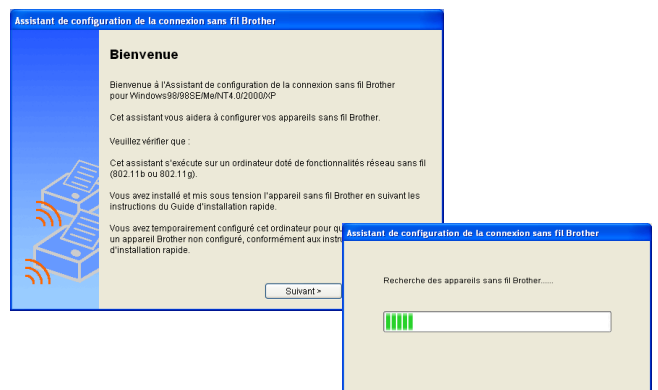 Assistant de configuration de la connexion sans fil Brother
Bienvenue
Bienvenue à l'Assistant de configuration de la connexion sans fil Brother
pour Windows98/98SE/Me/NT4.0/2000/XP
Cet assistant vous aidera à configurer vos appareils sans fil Brother.
Veuillez vérifier que :
Cet assistant s'exécute sur un ordinateur doté de fonctionnalités réseau sans fil
(802.11b ou 802.11g).
Vous avez installé et mis sous tension l'appareil sans fil Brother en suivant les
instructions du Guide d'installation rapide.
Vous avez temporairement configuré cet ordinateur pour
un appareil Brother non configuré, conformément aux
d'installation rapide.
Suivant >
Assistant de configuration de la connexion sans fil Brother
Recherche des appareils sans fil Brother......